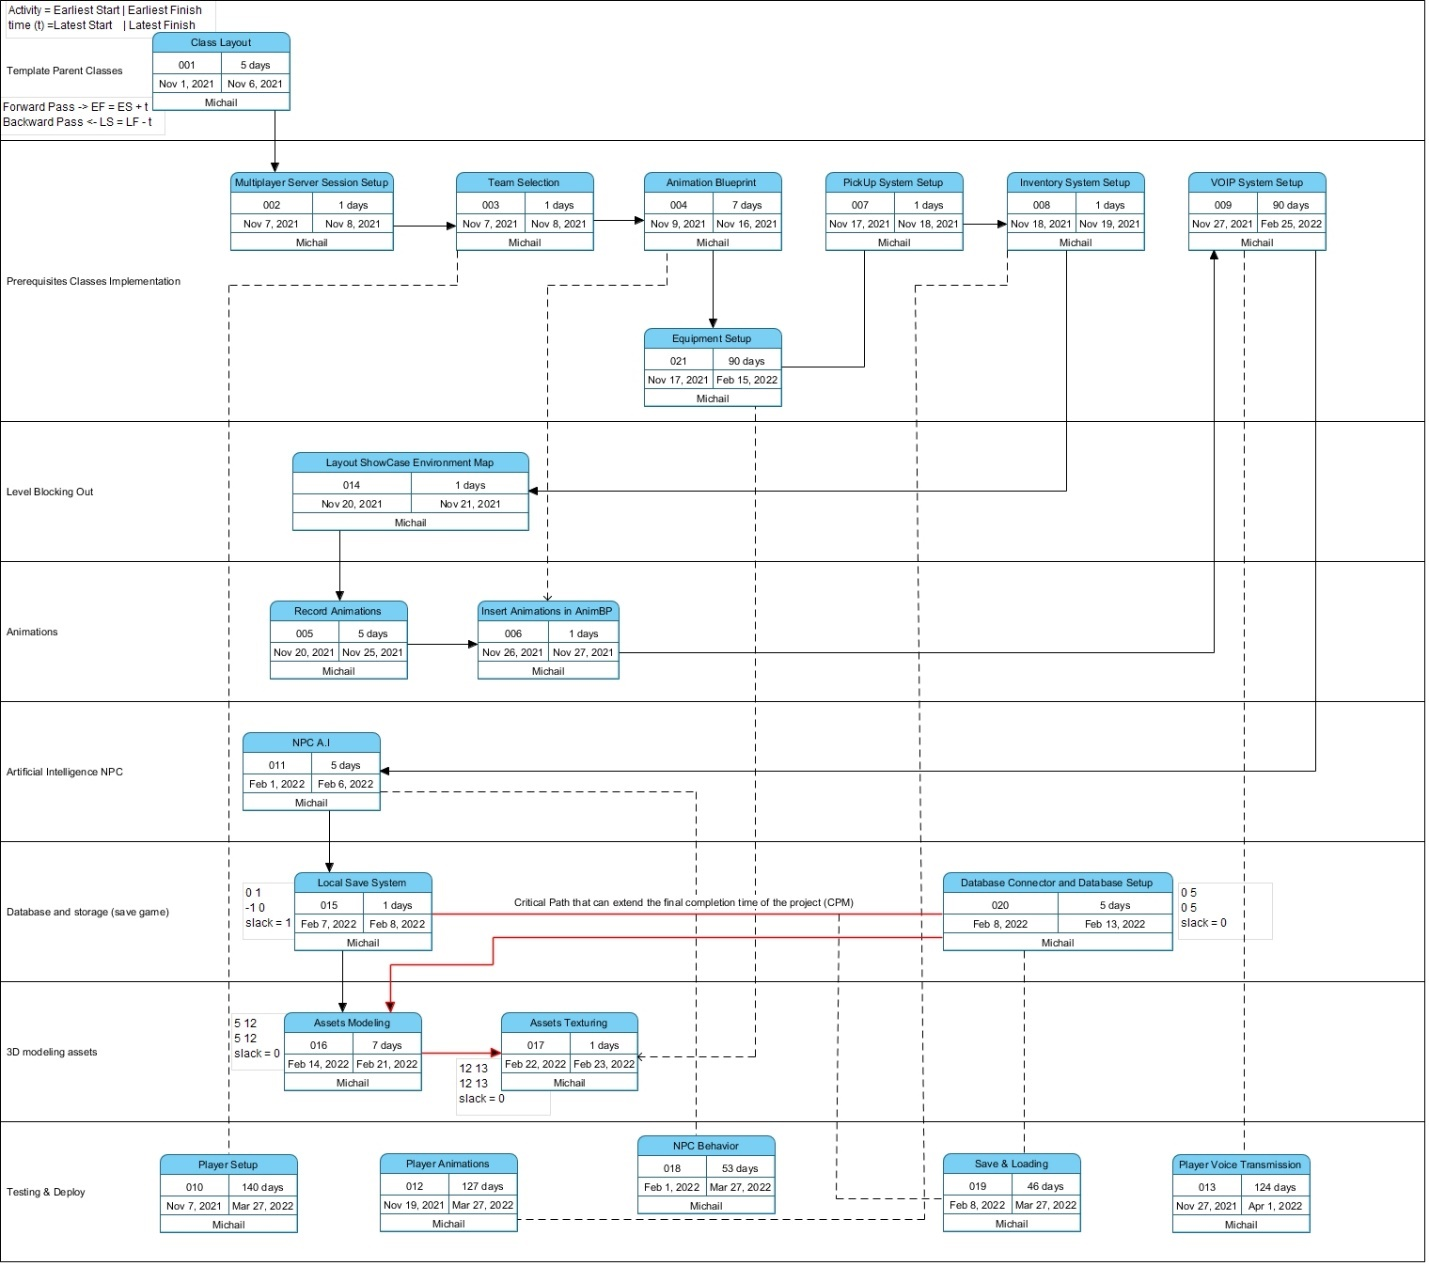 Activity = Earliest Start | Earliest Finish
time (t) =Latest Start | Latest Finish
Class Layout
001 5 days
Nov 1, 2021 Nov 6, 2021
Michail
Template Parent Classes
Forward Pass -> EF = ES + t
Backward Pass <- LS = LF - t
Multiplayer Server Session Setup
002 1 days
Nov 7, 2021 Nov 8, 2021
Michail
Team Selection
003 1 days
Nov 7, 2021 Nov 8, 2021
Michail
Animation Blueprint
004 7 days
Nov 9, 2021 Nov 16, 2021
Michail
PickUp System Setup
007 1 days
Nov 17, 2021 Nov 18, 2021
Michail
Inventory System Setup
008 1 days
Nov 18, 2021 Nov 19, 2021
Michail
VOIP System Setup
009 90 days
Nov 27, 2021 Feb 25, 2022
Michail
Prerequisites Classes Implementation
Equipment Setup
021 90 days
Nov 17, 2021 Feb 15, 2022
Michail
Level Blocking Out
Layout ShowCase Environment Map
014 1 days
Nov 20, 2021 Nov 21, 2021
Michail
Animations
Record Animations
005 5 days
Nov 20, 2021 Nov 25, 2021
Michail
Insert Animations in AnimBP
006 1 days
Nov 26, 2021 Nov 27, 2021
Michail
Artificial Intelligence NPC
NPC A.I
011 5 days
Feb 1, 2022 Feb 6, 2022
Michail
Database and storage (save game)
0 1
-1 0
slack = 1
Local Save System
015 1 days
Feb 7, 2022 Feb 8, 2022
Michail
Critical Path that can extend the final completion time of the project (CPM)
Database Connector and Database Setup
020 5 days
Feb 8, 2022 Feb 13, 2022
Michail
0 5
0 5
slack = 0
3D modeling assets
5 12
5 12
slack = 0
Assets Modeling
016 7 days
Feb 14, 2022 Feb 21, 2022
Michail
Assets Texturing
017 1 days
Feb 22, 2022 Feb 23, 2022
Michail
12 13
12 13
slack = 0
Testing & Deploy
Player Setup
010 140 days
Nov 7, 2021 Mar 27, 2022
Michail
Player Animations
012 127 days
Nov 19, 2021 Mar 27, 2022
Michail
NPC Behavior
018 53 days
Feb 1, 2022 Mar 27, 2022
Michail
Save & Loading
019 46 days
Feb 8, 2022 Mar 27, 2022
Michail
Player Voice Transmission
013 124 days
Nov 27, 2021 Apr 1, 2022
Michail